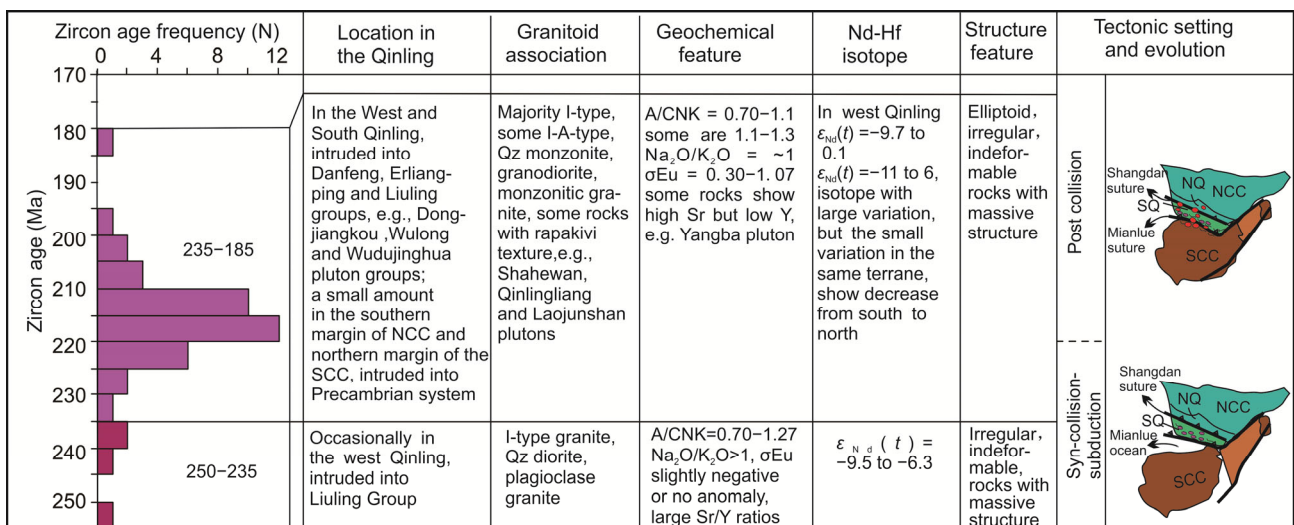 Zircon age frequency (N)
0 4 8 12
Zircon age (Ma)
170
180
190
200
210
220
230
240
250
235−185
250−235
Location in
the Qinling
In the West and
South Qinling,
intruded into
Danfeng, Erliang-
ping and Liuling
groups, e.g., Dong-
jiangkou ,Wulong
and Wudujinghua
pluton groups;
a small amount
in the southern
margin of NCC and
northern margin of the
SCC, intruded into
Precambrian system
Occasionally in
the west Qinling,
intruded into
Liuling Group
Granitoid
association
Majority I-type,
some I-A-type,
Qz monzonite,
granodiorite,
monzonitic gra-
nite, some rocks
with rapakivi
texture,e.g.,
Shahewan,
Qinlingliang
and Laojunshan
plutons
I-type granite,
Qz diorite,
plagioclase
granite
Geochemical
feature
A/CNK = 0.70−1.1
some are 1.1−1.3
Na₂O/K₂O = ~1
σEu = 0. 30−1.07
some rocks show
high Sr but low Y,
e.g. Yangba pluton
A/CNK=0.70−1.27
Na₂O/K₂O>1, σEu
slightly negative
or no anomaly,
large Sr/Y ratios
Nd-Hf
isotope
In west Qinling
εNd(t) =−9.7 to
0.1
εNd(t) =−11 to 6,
isotope with
large variation,
but the small
variation in the
same terrane,
show decrease
from south to
north
ε N d ( t ) =
−9.5 to −6.3
Structure
feature
Elliptoid,
irregular,
indefor-
mable
rocks with
massive
structure
Irregular,
indefor-
mable,
rocks with
massive
structure
Tectonic setting
and evolution
Post collision
Shangdan
suture
NQ
NCC
SQ
Mianlue
suture
SCC
Syn-collision-
subduction
Shangdan
suture
NQ
NCC
SQ
Mianlue
ocean
SCC